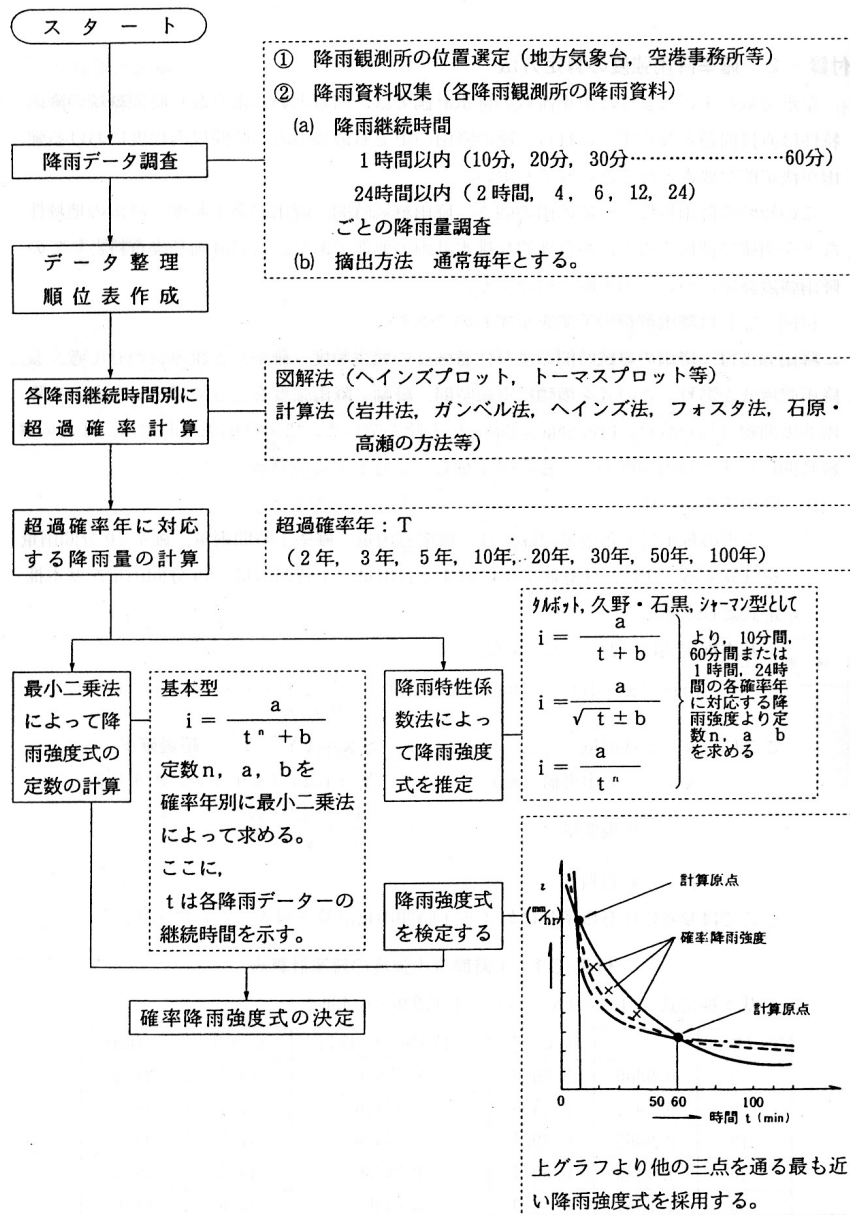 スタート
① 降雨観測所の位置選定（地方気象台，空港事務所等）
② 降雨資料収集（各降雨観測所の降雨資料）
(a) 降雨継続時間
1時間以内（10分，20分，30分…………………60分）
24時間以内（2時間，4，6，12，24）
ごとの降雨量調査
(b) 摘出方法 通常毎年とする。
降雨データ調査
データ整理
順位表作成
各降雨継続時間別に
超過確率計算
図解法（ヘインズプロット，トーマスプロット等）
計算法（岩井法，ガンベル法，ヘインズ法，フォスタ法，石原・
高瀬の方法等）
超過確率年に対応
する降雨量の計算
超過確率年：T
（2年，3年，5年，10年，20年，30年，50年，100年）
最小二乗法
によって降
雨強度式の
定数の計算
基本型
i = a / (t^n + b)
定数n，a，bを
確率年別に最小二乗法
によって求める。
ここに，
tは各降雨データーの
継続時間を示す。
降雨特性係
数法によっ
て降雨強度
式を推定
タルボット，久野・石黒，シャーマン型として
i = a / (t + b)
i = a / (√t ± b)
i = a / t^n
より，10分間，
60分間または
1時間，24時
間の各確率年
に対応する降
雨強度より定
数n，a b
を求める
降雨強度式
を検定する
確率降雨強度式の決定
i
(mm/hr)
計算原点
確率降雨強度
計算原点
0 50 60 100
時間 t (min)
上グラフより他の三点を通る最も近
い降雨強度式を採用する。